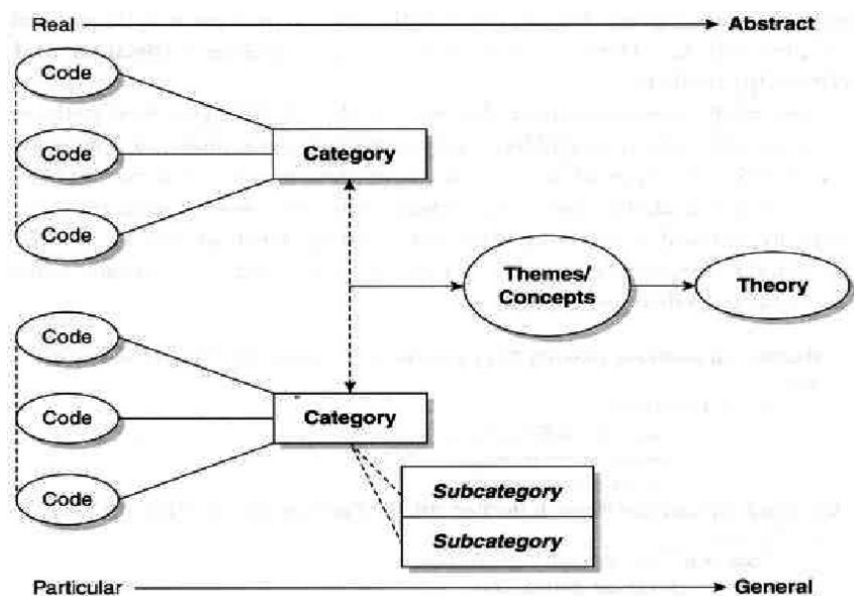 Real
Abstract
Code
Code
Code
Category
Themes/
Concepts
Theory
Code
Code
Code
Category
Subcategory
Subcategory
Particular
General